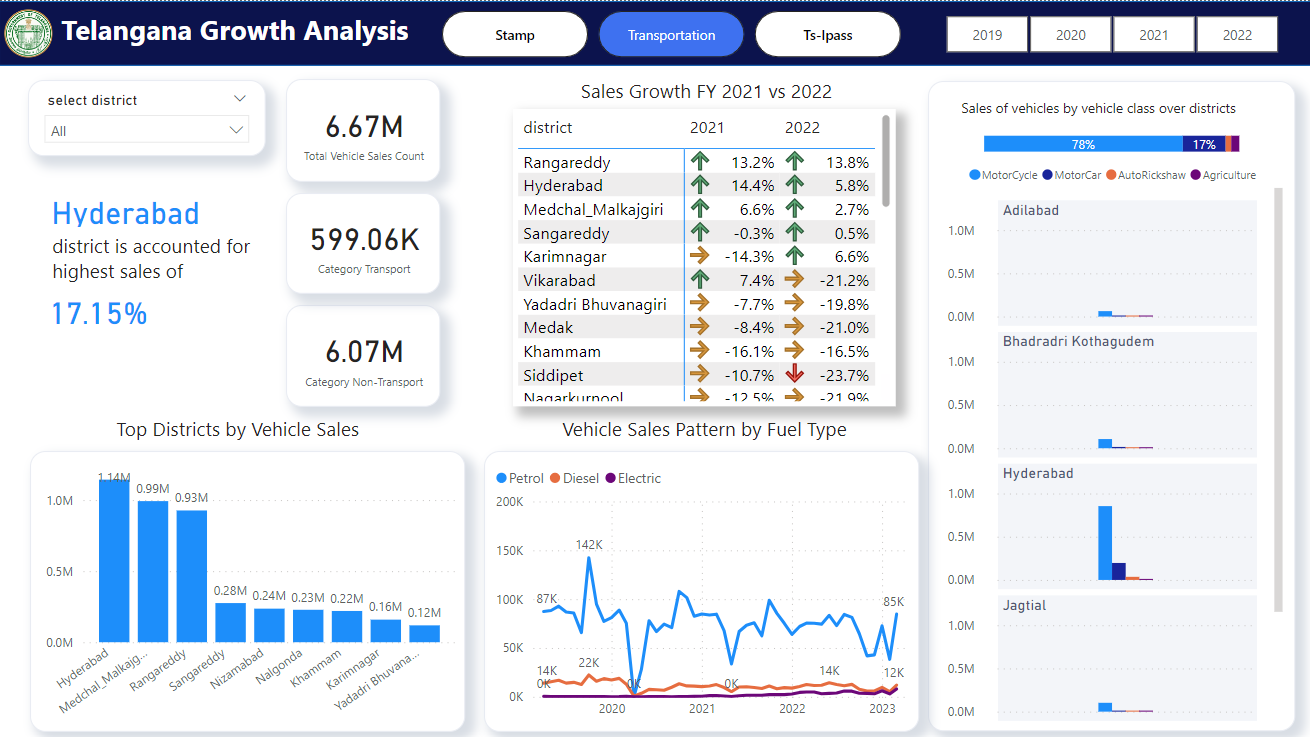 Telangana Growth Analysis
Stamp
Transportation
Ts-Ipass
2019
2020
2021
2022
select district
All
Hyderabad
district is accounted for
highest sales of
17.15%
6.67M
Total Vehicle Sales Count
599.06K
Category Transport
6.07M
Category Non-Transport
Sales Growth FY 2021 vs 2022
district 2021 2022
Rangareddy 13.2% 13.8%
Hyderabad 14.4% 5.8%
Medchal_Malkajgiri 6.6% 2.7%
Sangareddy -0.3% 0.5%
Karimnagar -14.3% 6.6%
Vikarabad 7.4% -21.2%
Yadadri Bhuvanagiri -7.7% -19.8%
Medak -8.4% -21.0%
Khammam -16.1% -16.5%
Siddipet -10.7% -23.7%
Nagarkurnool -12.5% -21.9%
Top Districts by Vehicle Sales
1.0M
0.5M
0.0M
1.14M
0.99M
0.93M
0.28M
0.24M
0.23M
0.22M
0.16M
0.12M
Hyderabad
Medchal_Malkajg...
Rangareddy
Sangareddy
Nizamabad
Nalgonda
Khammam
Karimnagar
Yadadri Bhuvana...
Vehicle Sales Pattern by Fuel Type
Petrol Diesel Electric
200K
150K
100K
50K
0K
87K
142K
85K
14K
0K
22K
0K
0K
14K
12K
2020 2021 2022 2023
Sales of vehicles by vehicle class over districts
78% 17%
MotorCycle MotorCar AutoRickshaw Agriculture
Adilabad
1.0M
0.5M
0.0M
Bhadradri Kothagudem
1.0M
0.5M
0.0M
Hyderabad
1.0M
0.5M
0.0M
Jagtial
1.0M
0.5M
0.0M